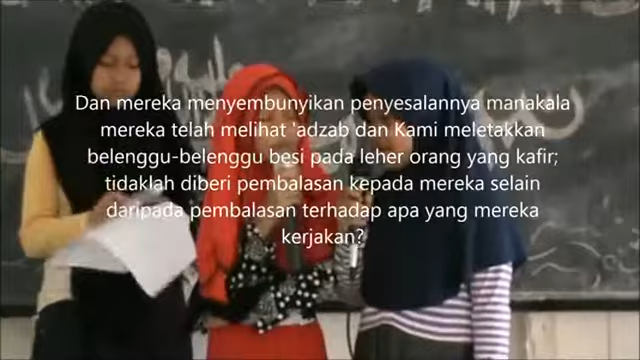 Dan mereka menyembunyikan penyesalannya manakala
mereka telah melihat 'adzab dan Kami meletakkan
belenggu-belenggu besi pada leher orang yang kafir;
tidaklah diberi pembalasan kepada mereka selain
daripada pembalasan terhadap apa yang mereka
kerjakan?